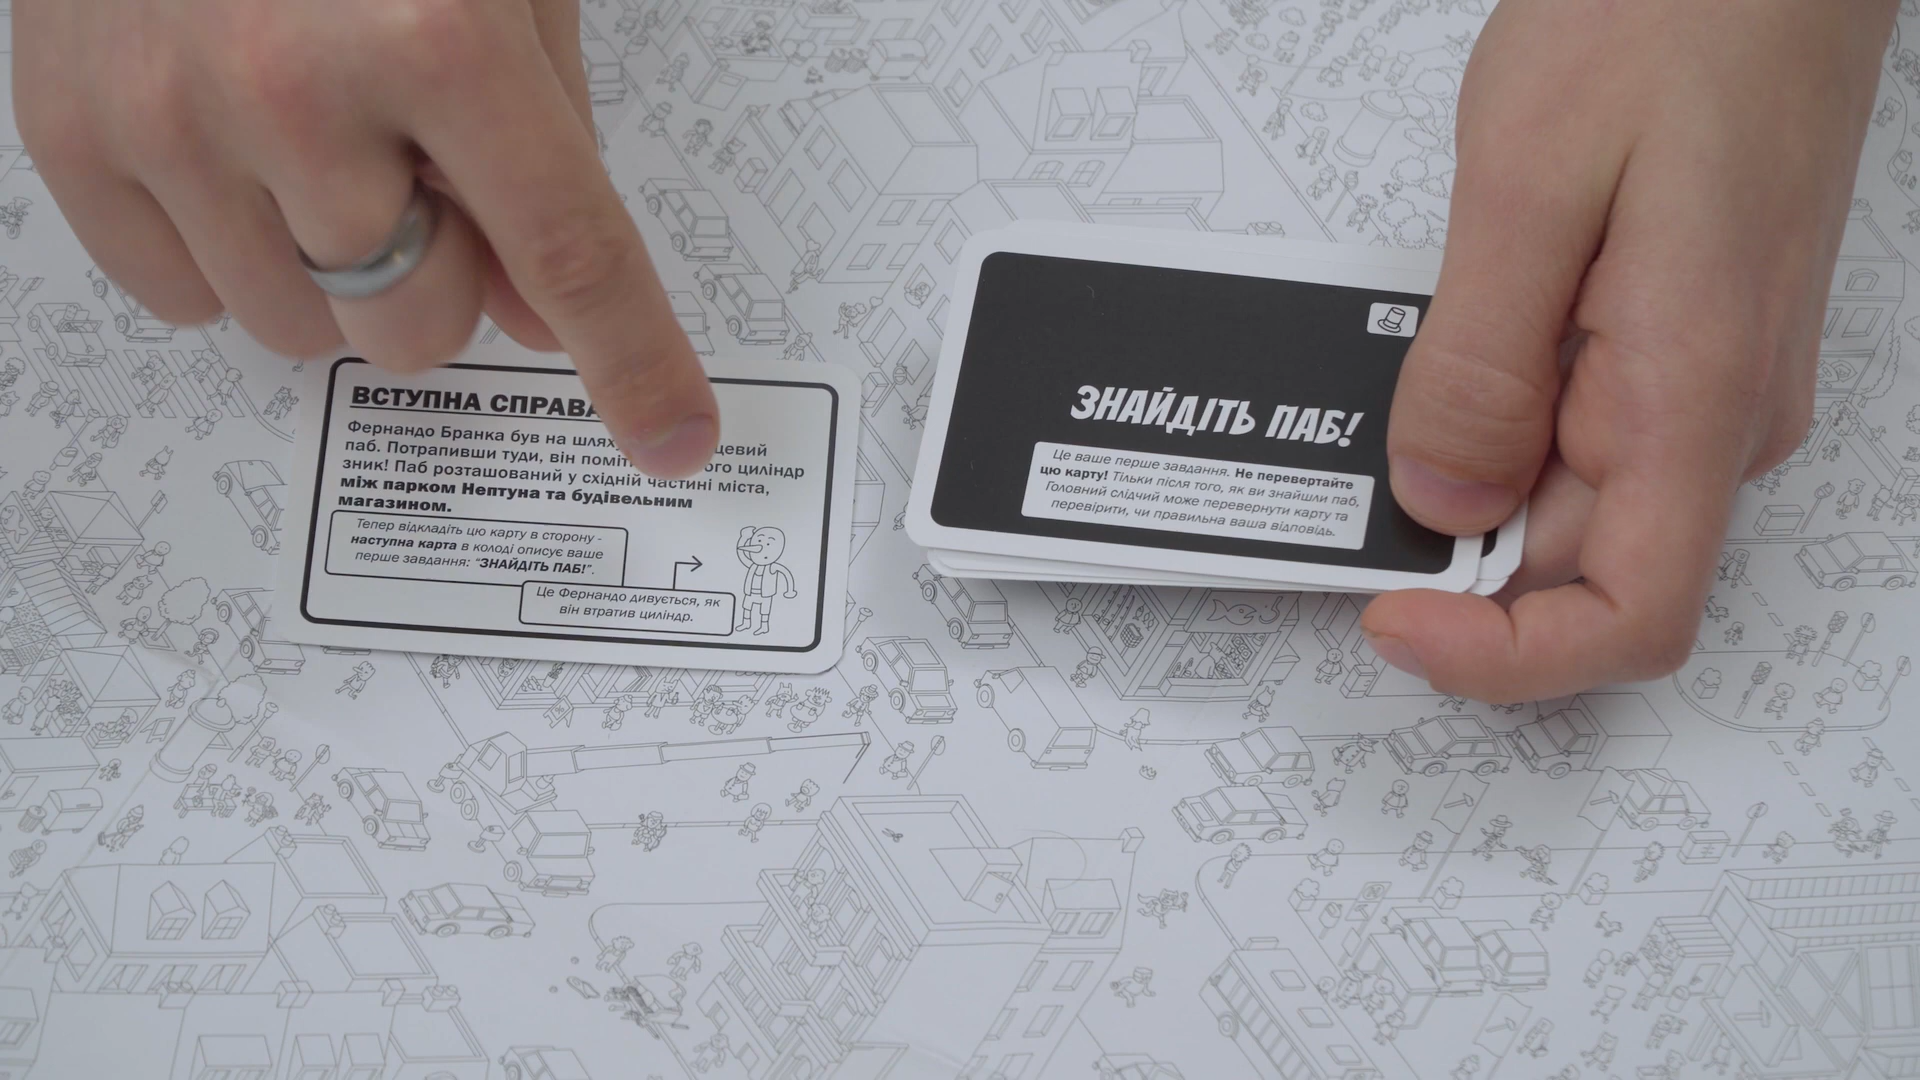 ВСТУПНА СПРАВА
Фернандо Бранка був на
паб. Потрапивши туди, він циліндр
зник! Паб розташований у східній частині міста,
між парком Нептуна та будівельним
магазином.
Тепер відкладіть цю карту в сторону -
наступна карта в колоді описує ваше
перше завдання: "ЗНАЙДІТЬ ПАБ!".
Це Фернандо дивується, як
він втратив циліндр.
ЗНАЙДІТЬ ПАБ!
Це ваше перше завдання. Не перевертайте
цю карту! Тільки після того, як ви знайшли паб,
Головний слідчий може перевернути карту та
перевірити, чи правильна ваша відповідь.